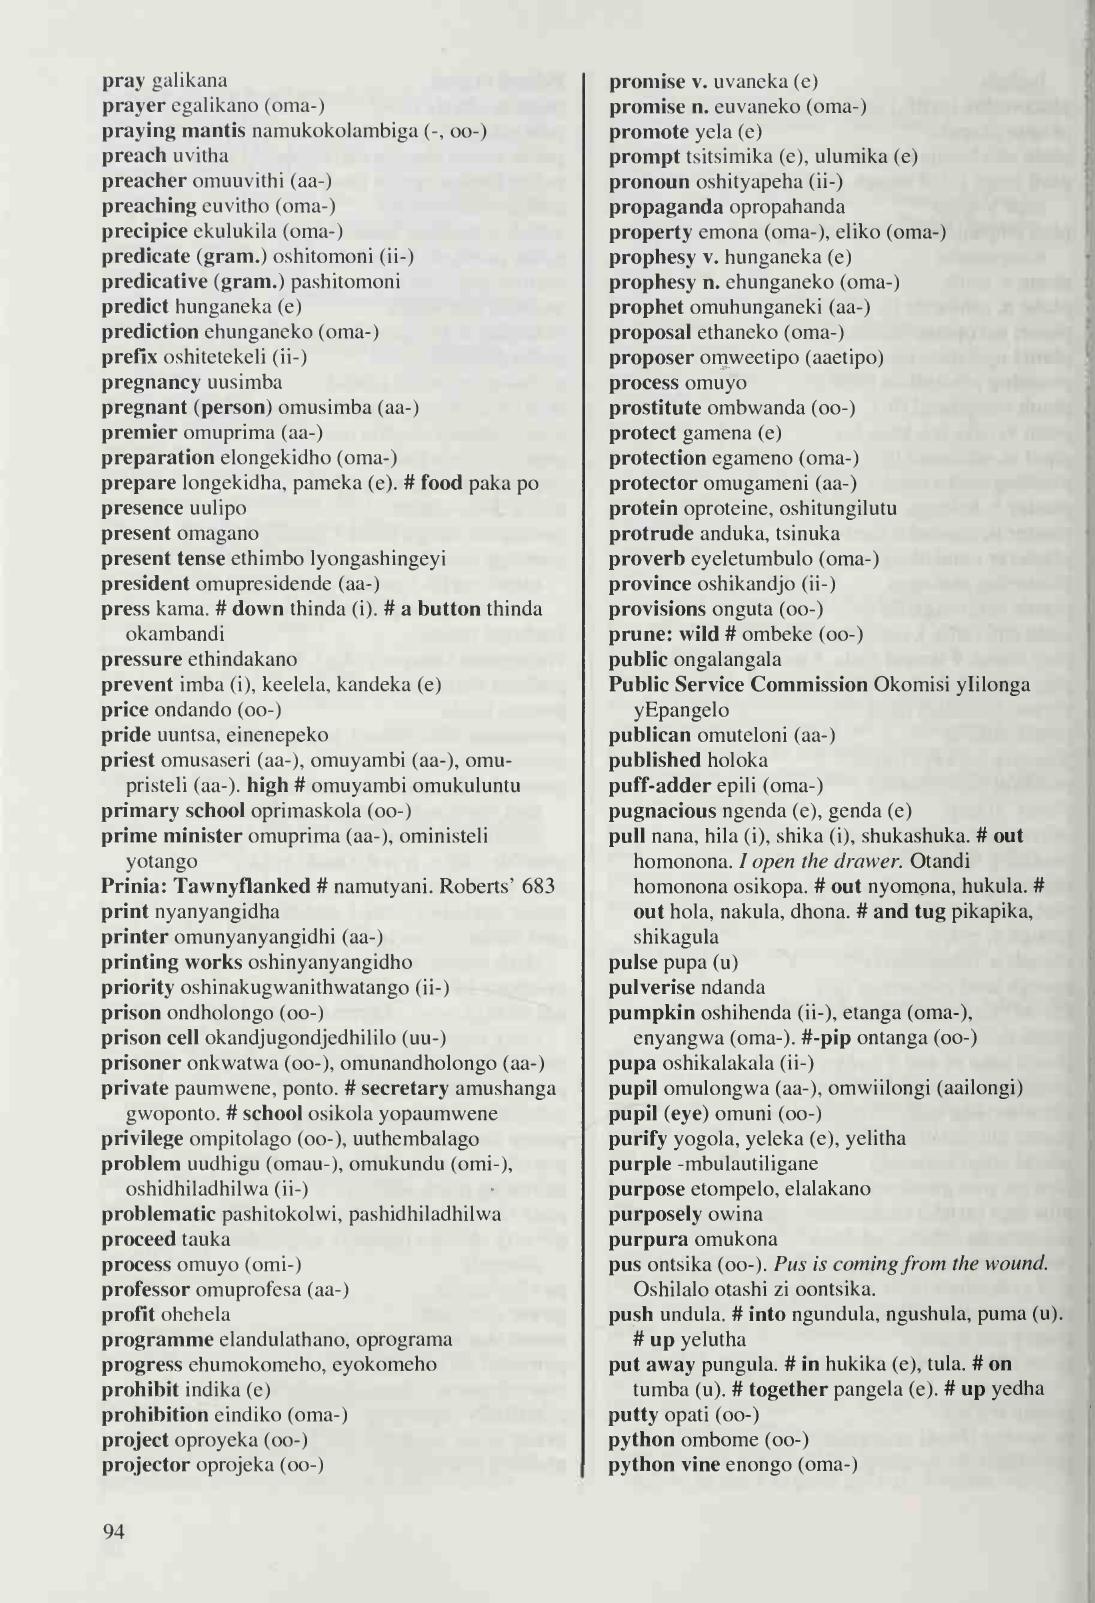 pray galikana
prayer egalikano (oma-)
praying mantis namukokolambiga (-, oo-)
preach uvitha
preacher omuuvithi (aa-)
preaching euvitho (oma-)
precipice ekulukila (oma-)
predicate (gram.) oshitomoni (ii-)
predicative (gram.) pashitomoni
predict hunganeka (e)
prediction ehunganeko (oma-)
prefix oshitetekeli (ii-)
pregnancy uusimba
pregnant (person) omusimba (aa-)
premier omuprima (aa-)
preparation elongekidho (oma-)
prepare longekidha, pameka (e). # food paka po
presence uulipo
present omagano
present tense ethimbo lyongashingeyi
president omupresidende (aa-)
press kama. # down thinda (i). # a button thinda
okambandi
pressure ethindakano
prevent imba (i), keelela, kandeka (e)
price ondando (oo-)
pride uuntsa, einenepeko
priest omusaseri (aa-), omuyambi (aa-), omu-
pristeli (aa-). high # omuyambi omukuluntu
primary school oprimaskola (oo-)
prime minister omuprima (aa-), oministeli
yotango
Prinia: Tawnyflanked # namutyani. Roberts' 683
print nyanyangidha
printer omunyanyangidhi (aa-)
printing works oshinyanyangidho
priority oshinakugwanithwatango (ii-)
prison ondholongo (oo-)
prison cell okandjugondjedhililo (uu-)
prisoner onkwatwa (oo-), omunandholongo (aa-)
private paumwene, ponto. # secretary amushanga
gwoponto. # school osikola yopaumwene
privilege ompitolago (oo-), uuthembalago
problem uudhigu (omau-), omukundu (omi-),
oshidhiladhilwa (ii-)
problematic pashitokolwi, pashidhiladhilwa
proceed tauka
process omuyo (omi-)
professor omuprofesa (aa-)
profit ohehela
programme elandulathano, oprograma
progress ehumokomeho, eyokomeho
prohibit indika (e)
prohibition eindiko (oma-)
project oproyeka (oo-)
projector oprojeka (oo-)
promise v. uvaneka (e)
promise n. euvaneko (oma-)
promote yela (e)
prompt tsitsimika (e), ulumika (e)
pronoun oshityapeha (ii-)
propaganda opropahanda
property emona (oma-), eliko (oma-)
prophesy v. hunganeka (e)
prophesy n. ehunganeko (oma-)
prophet omuhunganeki (aa-)
proposal ethaneko (oma-)
proposer omweetipo (aaetipo)
process omuyo
prostitute ombwanda (oo-)
protect gamena (e)
protection egameno (oma-)
protector omugameni (aa-)
protein oproteine, oshitungilutu
protrude anduka, tsinuka
proverb eyeletumbulo (oma-)
province oshikandjo (ii-)
provisions onguta (oo-)
prune: wild # ombeke (oo-)
public ongalangala
Public Service Commission Okomisi yIilonga
yEpangelo
publican omuteloni (aa-)
published holoka
puff-adder epili (oma-)
pugnacious ngenda (e), genda (e)
pull nana, hila (i), shika (i), shukashuka. # out
homonona. I open the drawer. Otandi
homonona osikopa. # out nyomona, hukula. #
out hola, nakula, dhona. # and tug pikapika,
shikagula
pulse pupa (u)
pulverise ndanda
pumpkin oshihenda (ii-), etanga (oma-),
enyangwa (oma-). #-pip ontanga (oo-)
pupa oshikalakala (ii-)
pupil omulongwa (aa-), omwiilongi (aailongi)
pupil (eye) omuni (oo-)
purify yogola, yeleka (e), yelitha
purple -mbulautiligane
purpose etompelo, elalakano
purposely owina
purpura omukona
pus ontsika (oo-). Pus is coming from the wound.
Oshilalo otashi zi oontsika.
push undula. # into ngundula, ngushula, puma (u).
# up yelutha
put away pungula. # in hukika (e), tula. # on
tumba (u). # together pangela (e). # up yedha
putty opati (oo-)
python ombome (oo-)
python vine enongo (oma-)
94